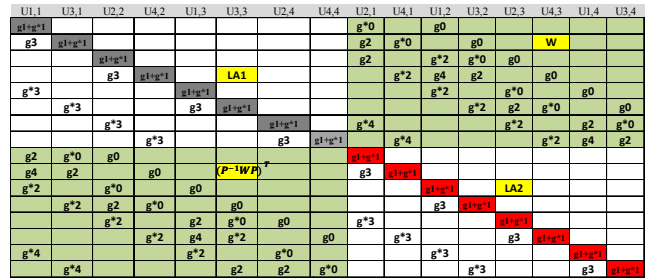 U1,1 U3,1 U2,2 U4,2 U1,3 U3,3 U2,4 U4,4 U2,1 U4,1 U1,2 U3,2 U2,3 U4,3 U1,4 U3,4
g1+g*1 g*0 g0
g3 g1+g*1 g2 g*0 g0 W
g1+g*1 g2 g*2 g*0 g0
g3 g1+g*1 LA1 g*2 g4 g2 g0
g*3 g1+g*1 g*2 g*0 g0
g*3 g3 g1+g*1 g*2 g2 g*0 g0
g*3 g1+g*1 g*4 g*2 g2 g*0
g*3 g3 g1+g*1 g*4 g*2 g4 g2
g2 g*0 g0 g1+g*1
g4 g2 g0 (P⁻¹WP)ᵀ g3 g1+g*1
g*2 g*0 g0 g1+g*1 LA2
g*2 g2 g*0 g0 g3 g1+g*1
g*2 g2 g*0 g0 g*3 g1+g*1
g*2 g4 g*2 g0 g*3 g3 g1+g*1
g*4 g*2 g*0 g*3 g1+g*1
g*4 g2 g2 g*0 g*3 g3 g1+g*1